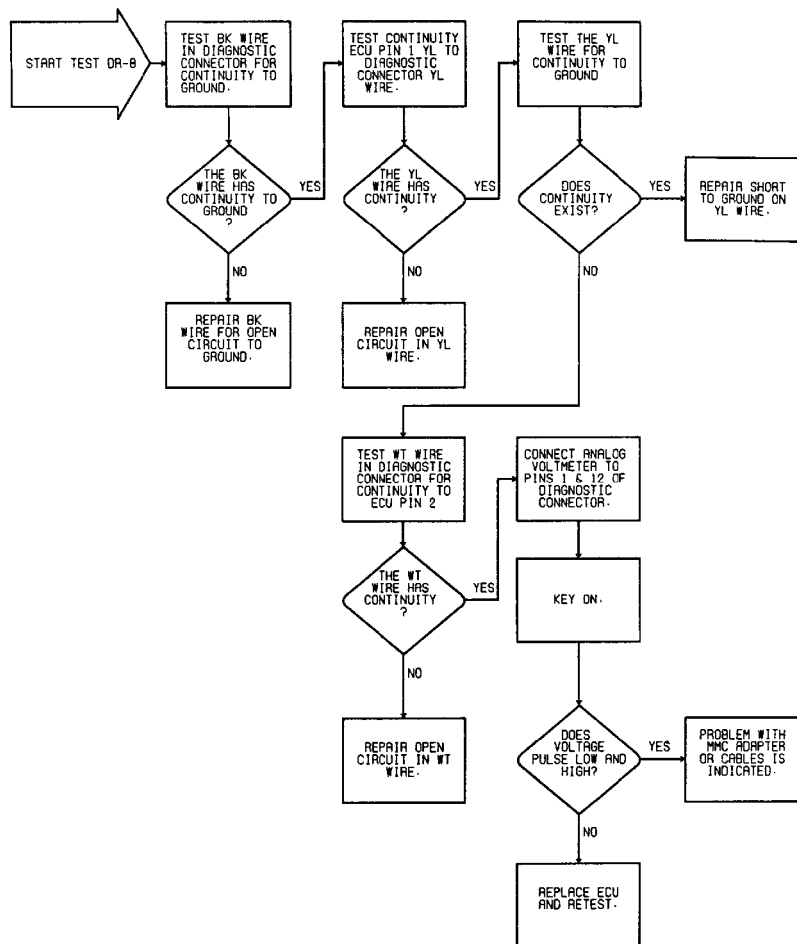 START TEST DR-8
TEST BK WIRE
IN DIAGNOSTIC
CONNECTOR FOR
CONTINUITY TO
GROUND.
TEST CONTINUITY
ECU PIN 1 YL TO
DIAGNOSTIC
CONNECTOR YL
WIRE.
TEST THE YL
WIRE FOR
CONTINUITY TO
GROUND
THE BK
WIRE HAS
CONTINUITY TO
GROUND
?
YES
THE YL
WIRE HAS
CONTINUITY
?
YES
DOES
CONTINUITY
EXIST?
YES
REPAIR SHORT
TO GROUND ON
YL WIRE.
NO
NO
NO
REPAIR BK
WIRE FOR OPEN
CIRCUIT TO
GROUND.
REPAIR OPEN
CIRCUIT IN YL
WIRE.
TEST WT WIRE
IN DIAGNOSTIC
CONNECTOR FOR
CONTINUITY TO
ECU PIN 2
CONNECT ANALOG
VOLTMETER TO
PINS 1 & 12 OF
DIAGNOSTIC
CONNECTOR.
THE WT
WIRE HAS
CONTINUITY
?
YES
KEY ON.
NO
REPAIR OPEN
CIRCUIT IN WT
WIRE.
DOES
VOLTAGE
PULSE LOW AND
HIGH?
YES
PROBLEM WITH
MMC ADAPTER
OR CABLES IS
INDICATED.
NO
REPLACE ECU
AND RETEST.